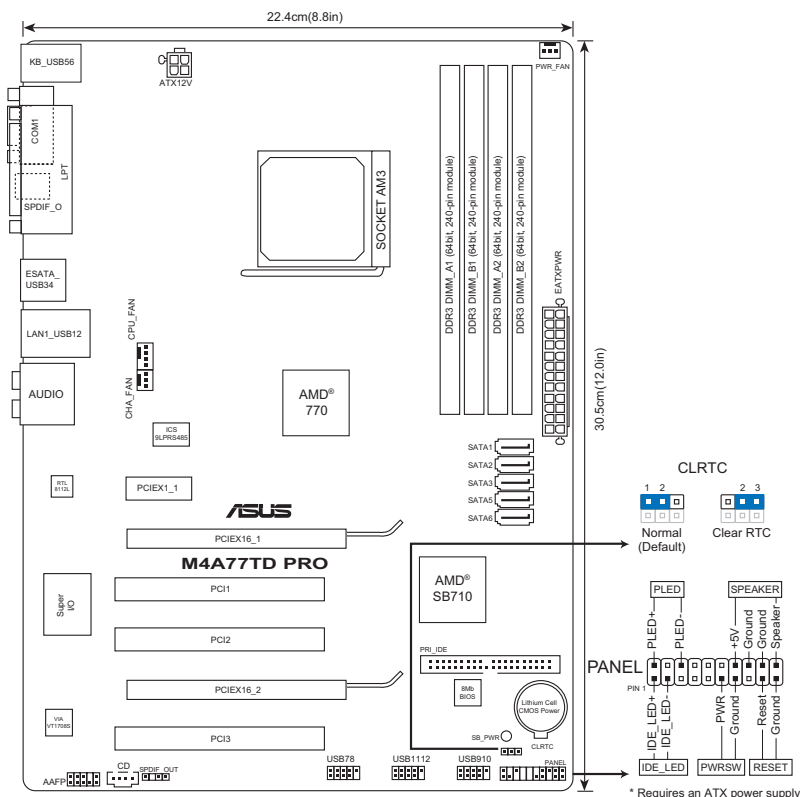 22.4cm(8.8in)
KB_USB56
ATX12V
PWR_FAN
COM1
LPT
SPDIF_O
SOCKET AM3
DDR3 DIMM_A1 (64bit, 240-pin module)
DDR3 DIMM_B1 (64bit, 240-pin module)
DDR3 DIMM_A2 (64bit, 240-pin module)
DDR3 DIMM_B2 (64bit, 240-pin module)
EATXPWR
30.5cm(12.0in)
ESATA_
USB34
LAN1_USB12
CPU_FAN
CHA_FAN
AUDIO
AMD®
770
ICS
9LPRS485
SATA1
SATA2
SATA3
SATA5
SATA6
RTL
8112L
PCIEX1_1
ASUS
PCIEX16_1
M4A77TD PRO
PCI1
Super
I/O
AMD®
SB710
PCI2
PRI_IDE
PCIEX16_2
8Mb
BIOS
Lithium Cell
CMOS Power
VIA
VT1708S
PCI3
SB_PWR
CLRTC
AAFP
CD
SPDIF_OUT
USB78
USB1112
USB910
PANEL
CLRTC
1 2
2 3
Normal
(Default)
Clear RTC
PLED
SPEAKER
PLED+
PLED-
+5V
Ground
Ground
Speaker-
PANEL
PIN 1
IDE_LED+
IDE_LED-
PWR
Ground
Reset
Ground
IDE_LED
PWRSW
RESET
* Requires an ATX power supply